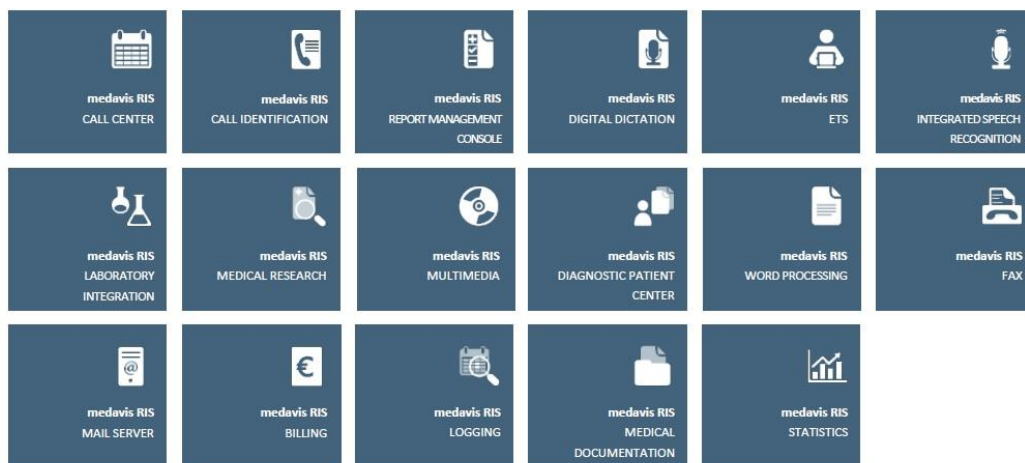 medavis RIS
CALL CENTER
medavis RIS
CALL IDENTIFICATION
medavis RIS
REPORT MANAGEMENT
CONSOLE
medavis RIS
DIGITAL DICTATION
medavis RIS
ETS
medavis RIS
INTEGRATED SPEECH
RECOGNITION
medavis RIS
LABORATORY
INTEGRATION
medavis RIS
MEDICAL RESEARCH
medavis RIS
MULTIMEDIA
medavis RIS
DIAGNOSTIC PATIENT
CENTER
medavis RIS
WORD PROCESSING
medavis RIS
FAX
@
medavis RIS
MAIL SERVER
€
medavis RIS
BILLING
medavis RIS
LOGGING
medavis RIS
MEDICAL
DOCUMENTATION
medavis RIS
STATISTICS